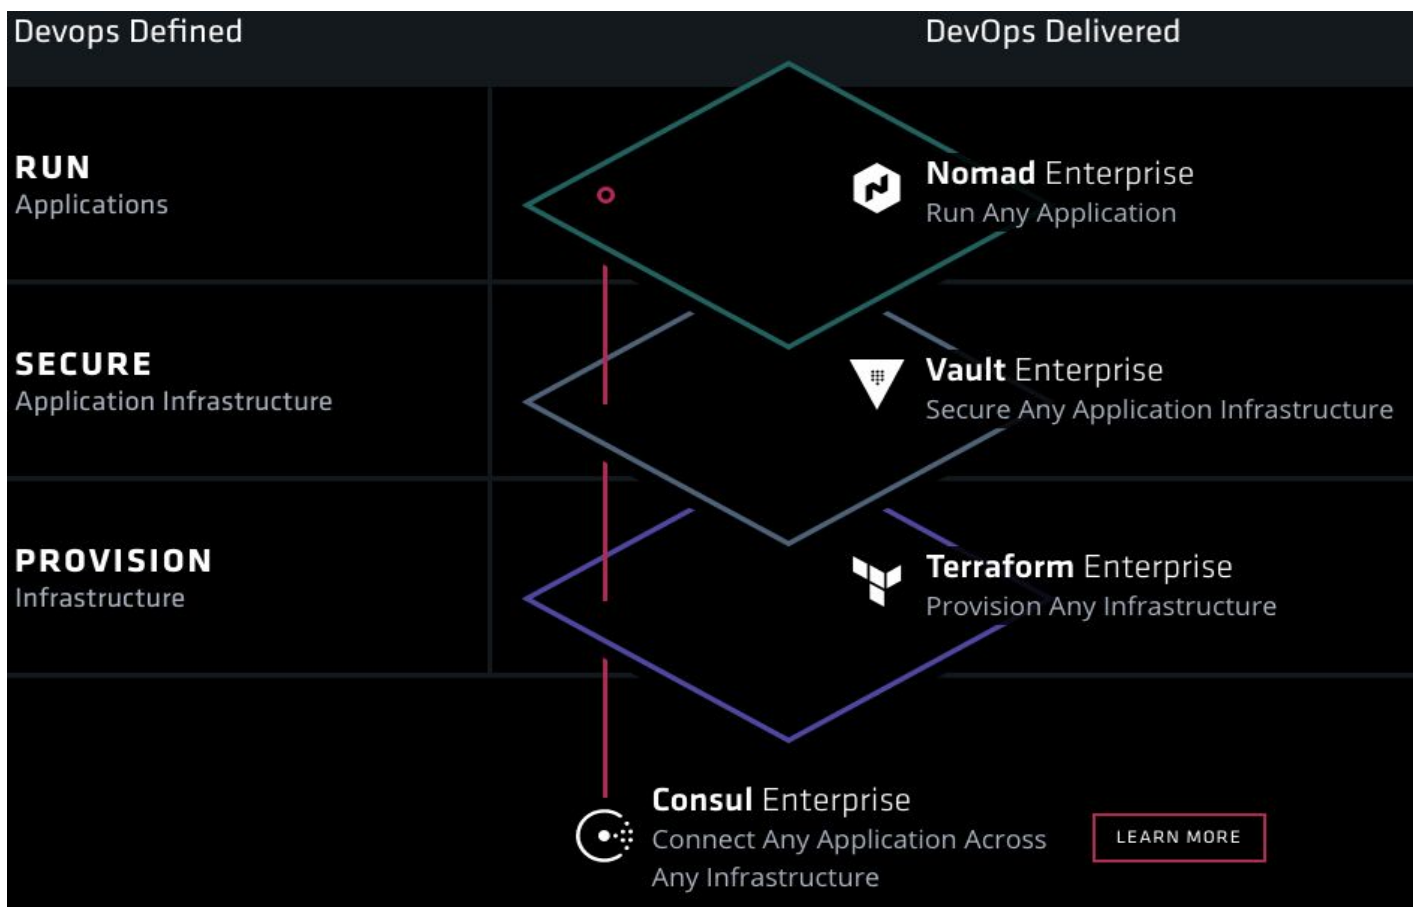 Devops Defined
DevOps Delivered
RUN
Applications
Nomad Enterprise
Run Any Application
SECURE
Application Infrastructure
Vault Enterprise
Secure Any Application Infrastructure
PROVISION
Infrastructure
Terraform Enterprise
Provision Any Infrastructure
Consul Enterprise
Connect Any Application Across
Any Infrastructure
LEARN MORE